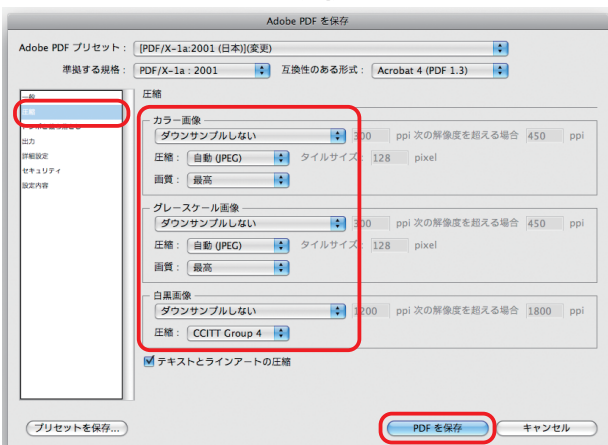 Adobe PDF を保存
Adobe PDF プリセット： [PDF/X-1a:2001 (日本)](変更)
準拠する規格： PDF/X-1a : 2001 互換性のある形式： Acrobat 4 (PDF 1.3)
一般 圧縮
圧縮
出力
詳細設定
セキュリティ
設定内容
カラー画像
ダウンサンプルしない 300 ppi 次の解像度を超える場合 450 ppi
圧縮： 自動 (JPEG) タイルサイズ： 128 pixel
画質： 最高
グレースケール画像
ダウンサンプルしない 300 ppi 次の解像度を超える場合 450 ppi
圧縮： 自動 (JPEG) タイルサイズ： 128 pixel
画質： 最高
白黒画像
ダウンサンプルしない 1200 ppi 次の解像度を超える場合 1800 ppi
圧縮： CCITT Group 4
テキストとラインアートの圧縮
プリセットを保存... PDF を保存 キャンセル